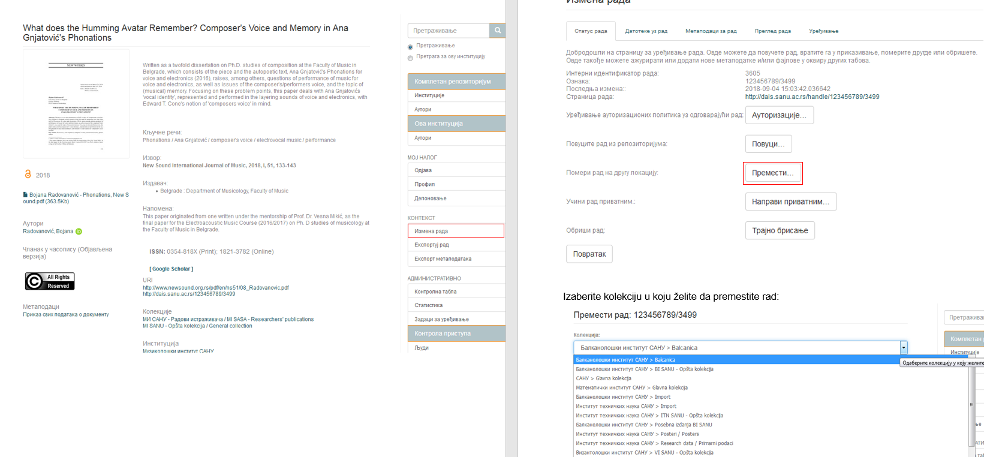 What does the Humming Avatar Remember? Composer's Voice and Memory in Ana
Gnjatović's Phonations
NEW WORKS
Written as a twofold dissertation on Ph.D. studies of composition at the Faculty of Music in
Belgrade, which consists of the piece and the autopoetic text, Ana Gnjatović's Phonations for
voice and electronics (2016), raises, among others, questions of performance of music for
voice and electronics, as well as issues of the composer's/performers voice, and the topic of
(musical) memory. Focusing on these problem points, this paper deals with Ana Gnjatovićs
'vocal identity', represented and performed in the layering sounds of voice and electronics, with
Edward T. Cone's notion of 'composers voice' in mind.
Кључне речи:
Phonations / Ana Gnjatović / composer's voice / electrovocal music / performance
Извор:
New Sound International Journal of Music, 2018, I, 51, 133-143
Издавач:
• Belgrade : Department of Musicology, Faculty of Music
Напомена:
This paper originated from one written under the mentorship of Prof. Dr. Vesna Mikić, as the
final paper for the Electroacoustic Music Course (2016/2017) on Ph. D studies of musicology at
the Faculty of Music in Belgrade.
ISSN: 0354-818X (Print); 1821-3782 (Online)
[ Google Scholar ]
URI
http://www.newsound.org.rs/pdf/en/ns51/08_Radovanovic.pdf
http://dais.sanu.ac.rs/123456789/3499
Колекције
МИ САНУ - Радови истраживача / MI SASA - Researchers' publications
MI SANU - Opšta kolekcija / General collection
Институција
Музиколошки институт САНУ
2018
Bojana Radovanović - Phonations, New S
ound.pdf (363.5Kb)
Аутори
Radovanović, Bojana
Чланак у часопису (Објављена
верзија)
All Rights
Reserved
Метаподаци
Приказ свих података о документу
Претраживање
Претраживање
Претрага за ову институцију
Комплетан репозиторијум
Институције
Аутори
Ова институција
Аутори
МОЈ НАЛОГ
Одјава
Профил
Депоновање
КОНТЕКСТ
Измена рада
Експортуј рад
Експорт метаподатака
АДМИНИСТРАТИВНО
Контролна табла
Статистика
Задаци за уређивање
Контрола приступа
Људи
Измена рада
Статус рада
Датотеке уз рад
Метаподаци за рад
Преглед рада
Уређивање
Добродошли на страницу за уређивање рада. Овде можете да повучете рад, вратите га у приказивање, померите другде или обришете.
Овде такође можете ажурирати или додати нове метаподатке и/или фајлове у оквиру других табова.
Интерни идентификатор рада: 3605
Ознака: 123456789/3499
Последња измена:: 2018-09-04 15:03:42.036642
Страница рада: http://dais.sanu.ac.rs/handle/123456789/3499
Уређивање ауторизационих политика уз одговарајући рад: Ауторизације...
Повуците рад из репозиторијума: Повуци...
Помери рад на другу локацију: Премести...
Учини рад приватним.: Направи приватним...
Обриши рад: Трајно брисање
Повратак
Izaberite kolekciju u koju želite da premestite rad:
Премести рад: 123456789/3499
Колекција:
Балканолошки институт САНУ > Balcanica
Балканолошки институт САНУ > Balcanica
Одаберите колекцију у коју желите
Балканолошки институт САНУ > BI SANU - Opšta kolekcija
САНУ > Glavna kolekcija
Математички институт САНУ > Glavna kolekcija
Балканолошки институт САНУ > Import
Институт техничких наука САНУ > Import
Институт техничких наука САНУ > ITN SANU - Opšta kolekcija
Балканолошки институт САНУ > Posebna izdanja BI SANU
Институт техничких наука САНУ > Posteri / Posters
Институт техничких наука САНУ > Research data / Primarni podaci
Византолошки институт САНУ > VI SANU - Opšta kolekcija
Претраживањ
Комплетан
Институције